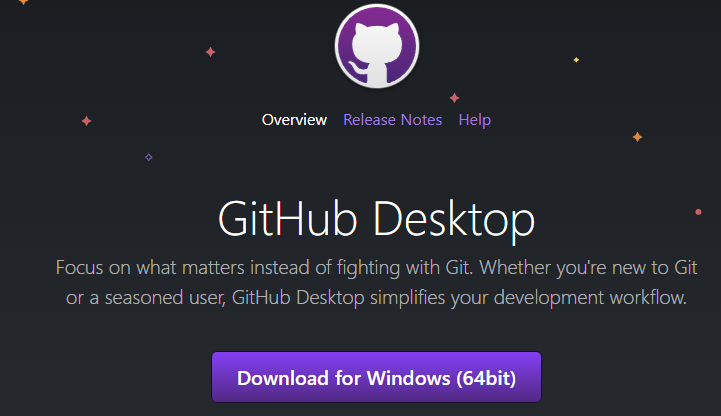 Overview Release Notes Help
GitHub Desktop
Focus on what matters instead of fighting with Git. Whether you're new to Git
or a seasoned user, GitHub Desktop simplifies your development workflow.
Download for Windows (64bit)